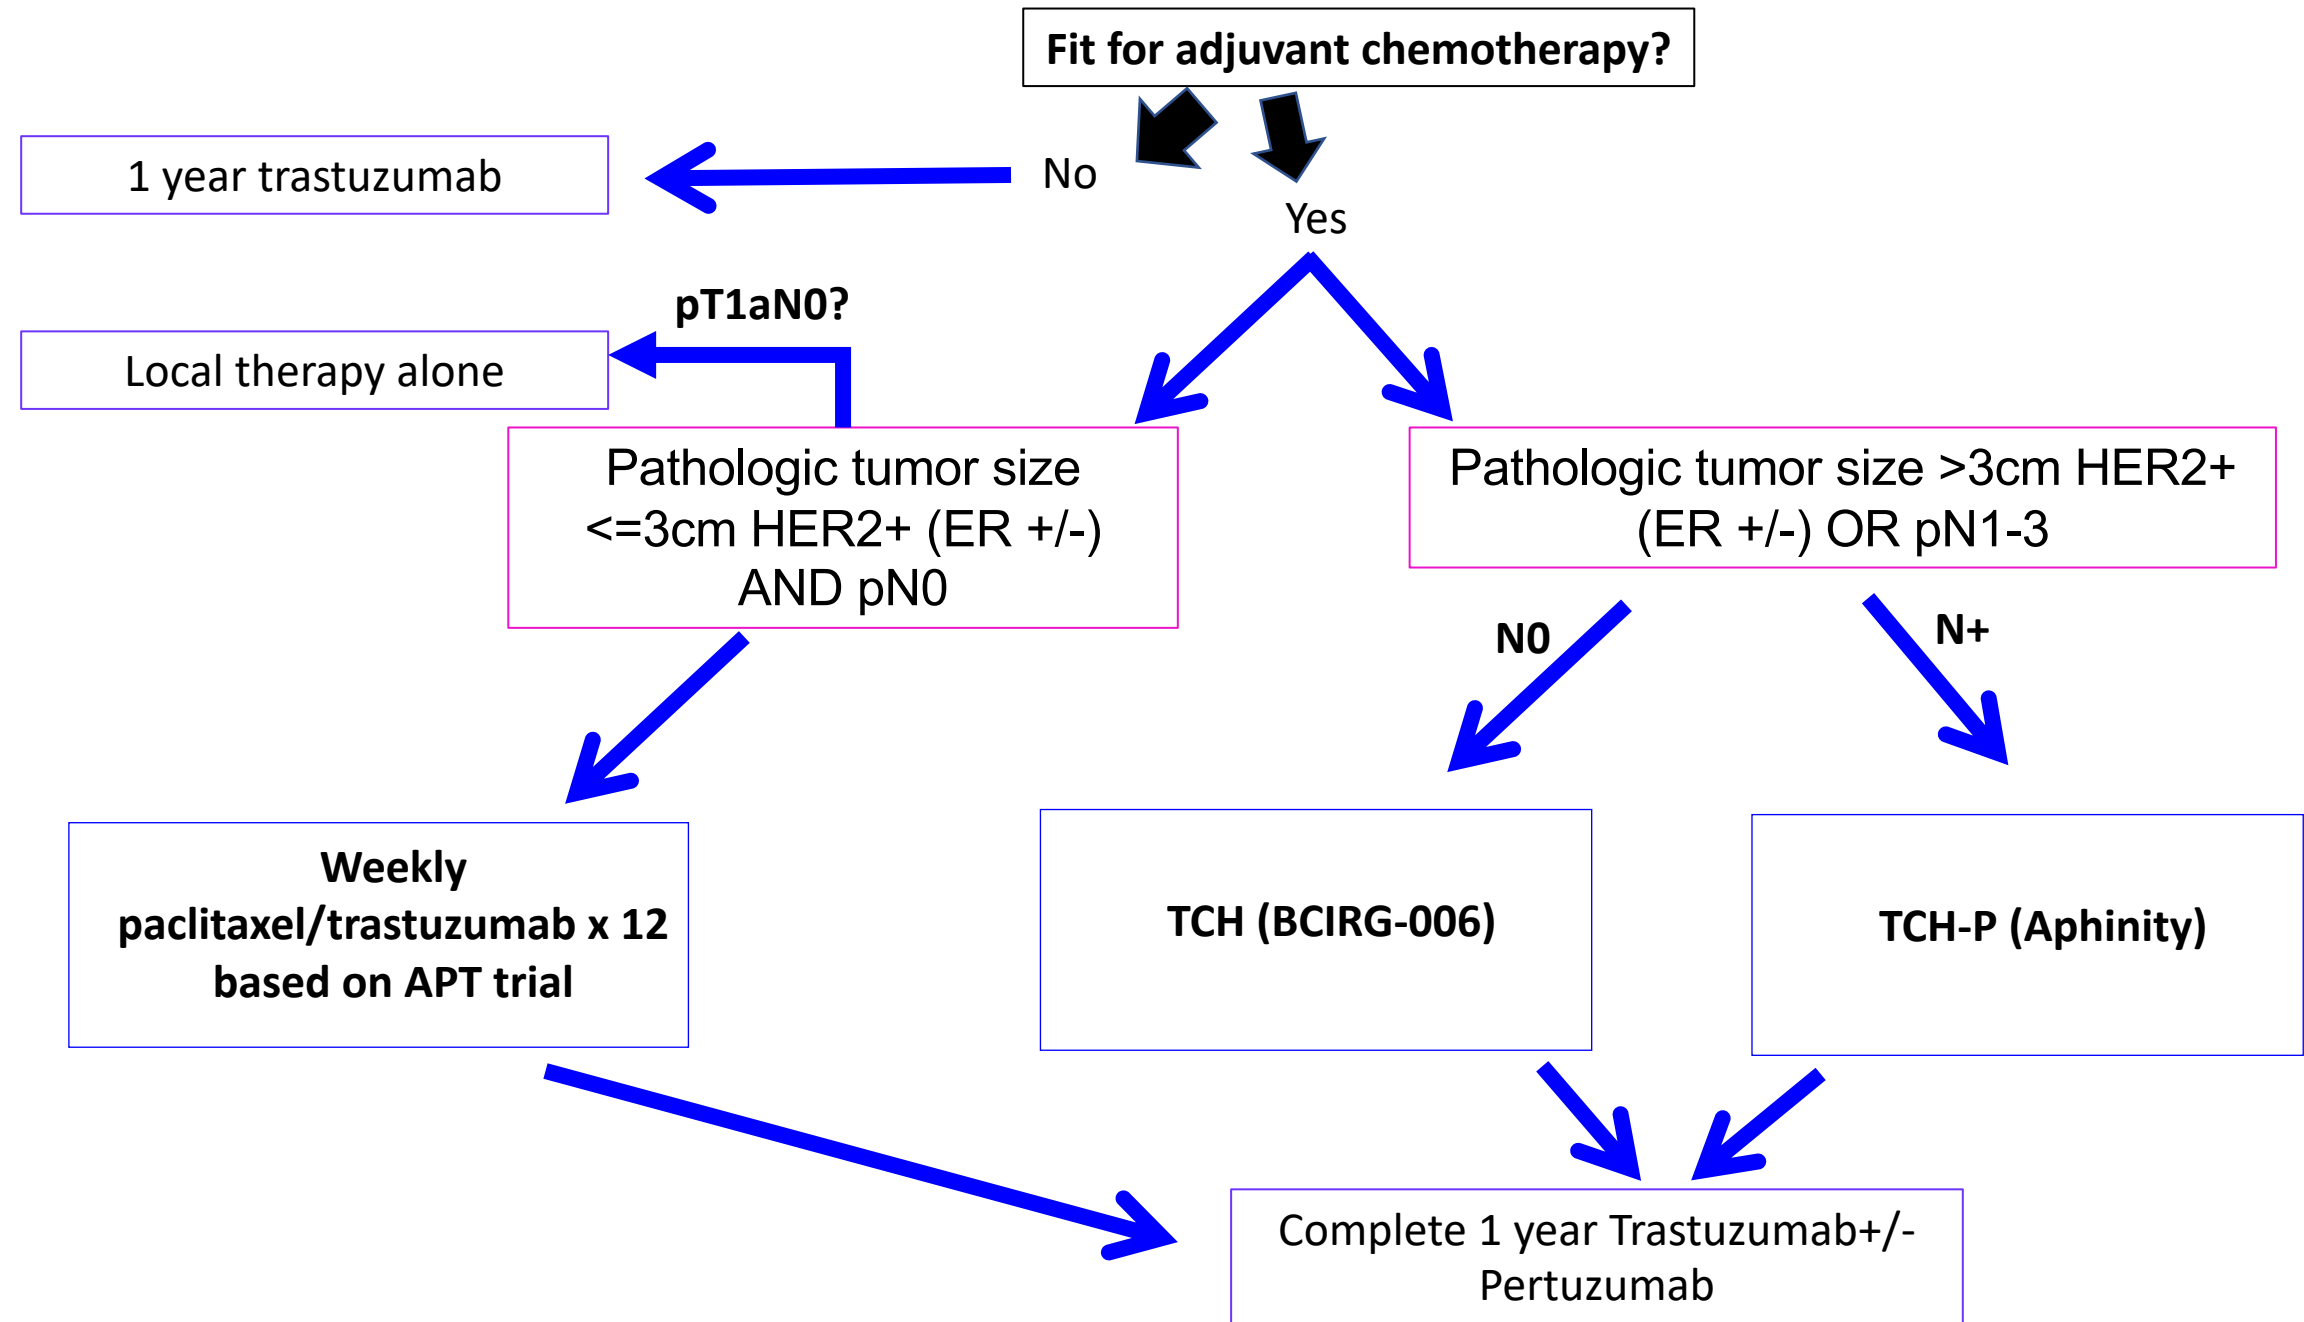 Fit for adjuvant chemotherapy?
1 year trastuzumab
No
Yes
pT1aN0?
Local therapy alone
Pathologic tumor size
<=3cm HER2+ (ER +/-)
AND pN0
Pathologic tumor size >3cm HER2+
(ER +/-) OR pN1-3
N0
N+
Weekly
paclitaxel/trastuzumab x 12
based on APT trial
TCH (BCIRG-006)
TCH-P (Aphinity)
Complete 1 year Trastuzumab+/-
Pertuzumab